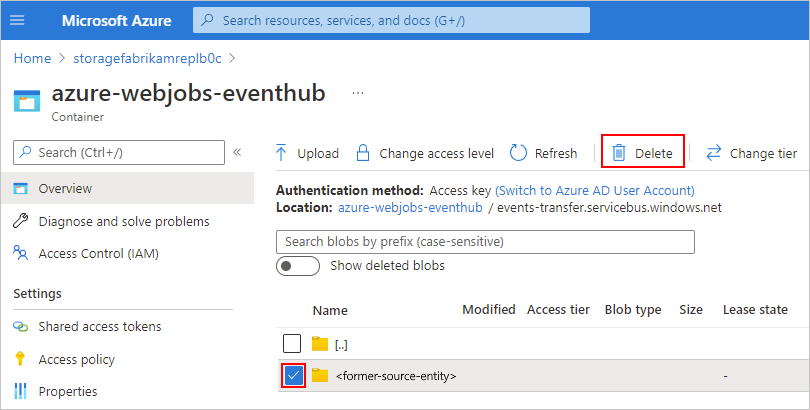 Microsoft Azure
Search resources, services, and docs (G+/)
Home > storagefabrikamreplb0c >
azure-webjobs-eventhub ...
Container
Search (Ctrl+/) «
Overview
Diagnose and solve problems
Access Control (IAM)
Settings
Shared access tokens
Access policy
Properties
Upload Change access level Refresh Delete Change tier
Authentication method: Access key (Switch to Azure AD User Account)
Location: azure-webjobs-eventhub / events-transfer.servicebus.windows.net
Search blobs by prefix (case-sensitive)
Show deleted blobs
Name Modified Access tier Blob type Size Lease state
[..]
<former-source-entity> -